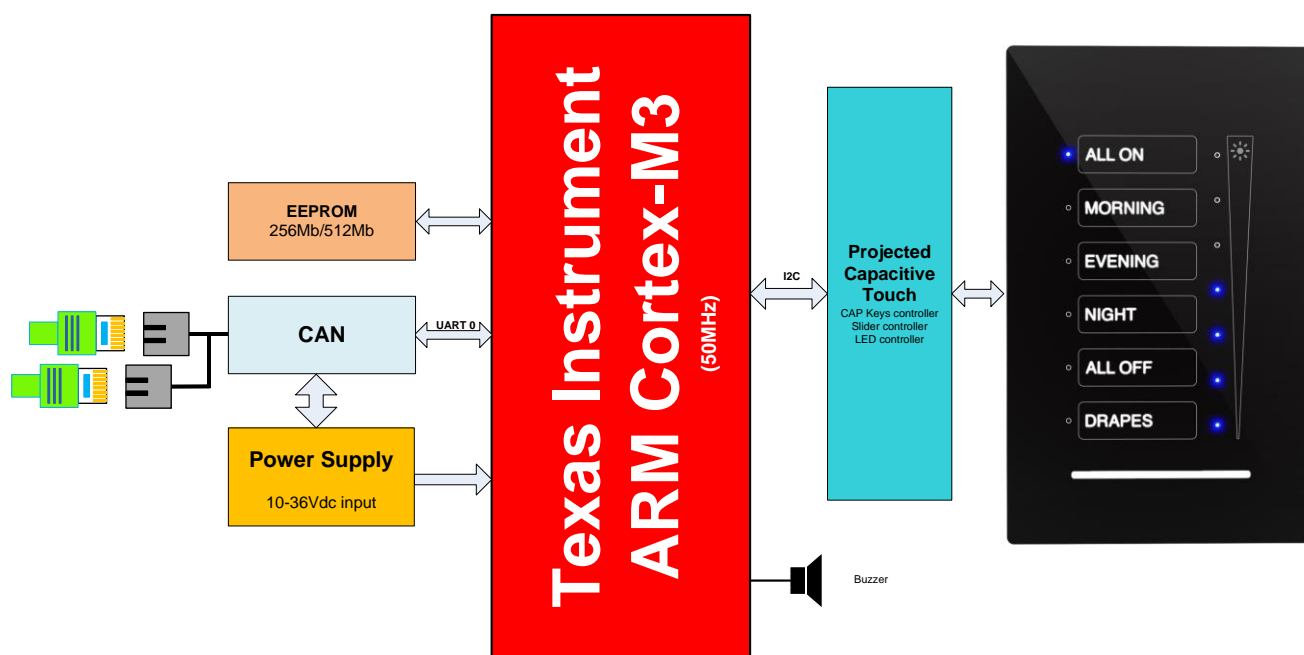 EEPROM
256Mb/512Mb
CAN
UART 0
Power Supply
10-36Vdc input
Texas Instrument
ARM Cortex-M3
(50MHz)
I2C
Projected
Capacitive
Touch
CAP Keys controller
Slider controller
LED controller
Buzzer
ALL ON
MORNING
EVENING
NIGHT
ALL OFF
DRAPES